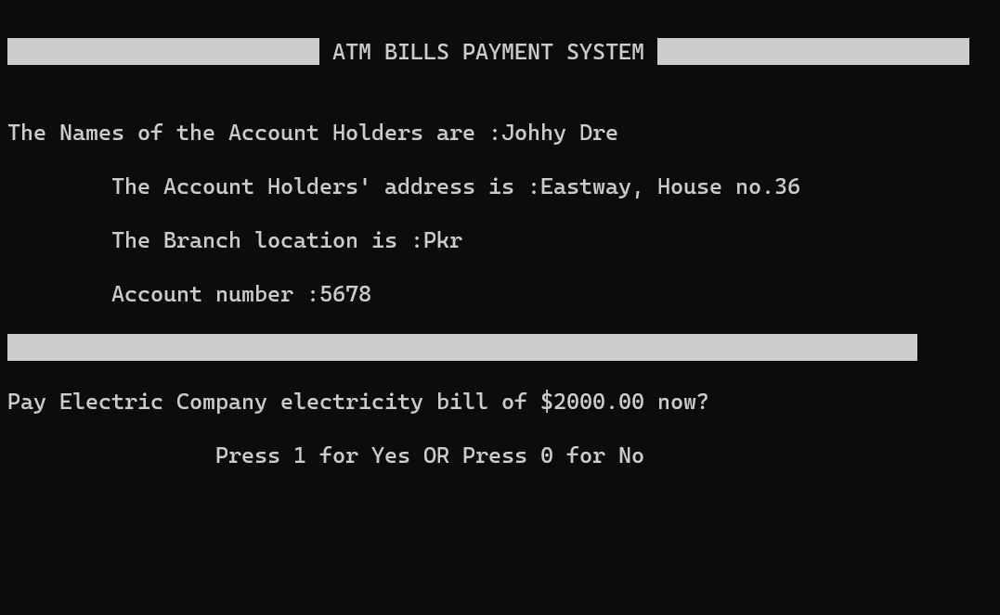 ATM BILLS PAYMENT SYSTEM
The Names of the Account Holders are :Johhy Dre
The Account Holders' address is :Eastway, House no.36
The Branch location is :Pkr
Account number :5678
Pay Electric Company electricity bill of $2000.00 now?
Press 1 for Yes OR Press 0 for No